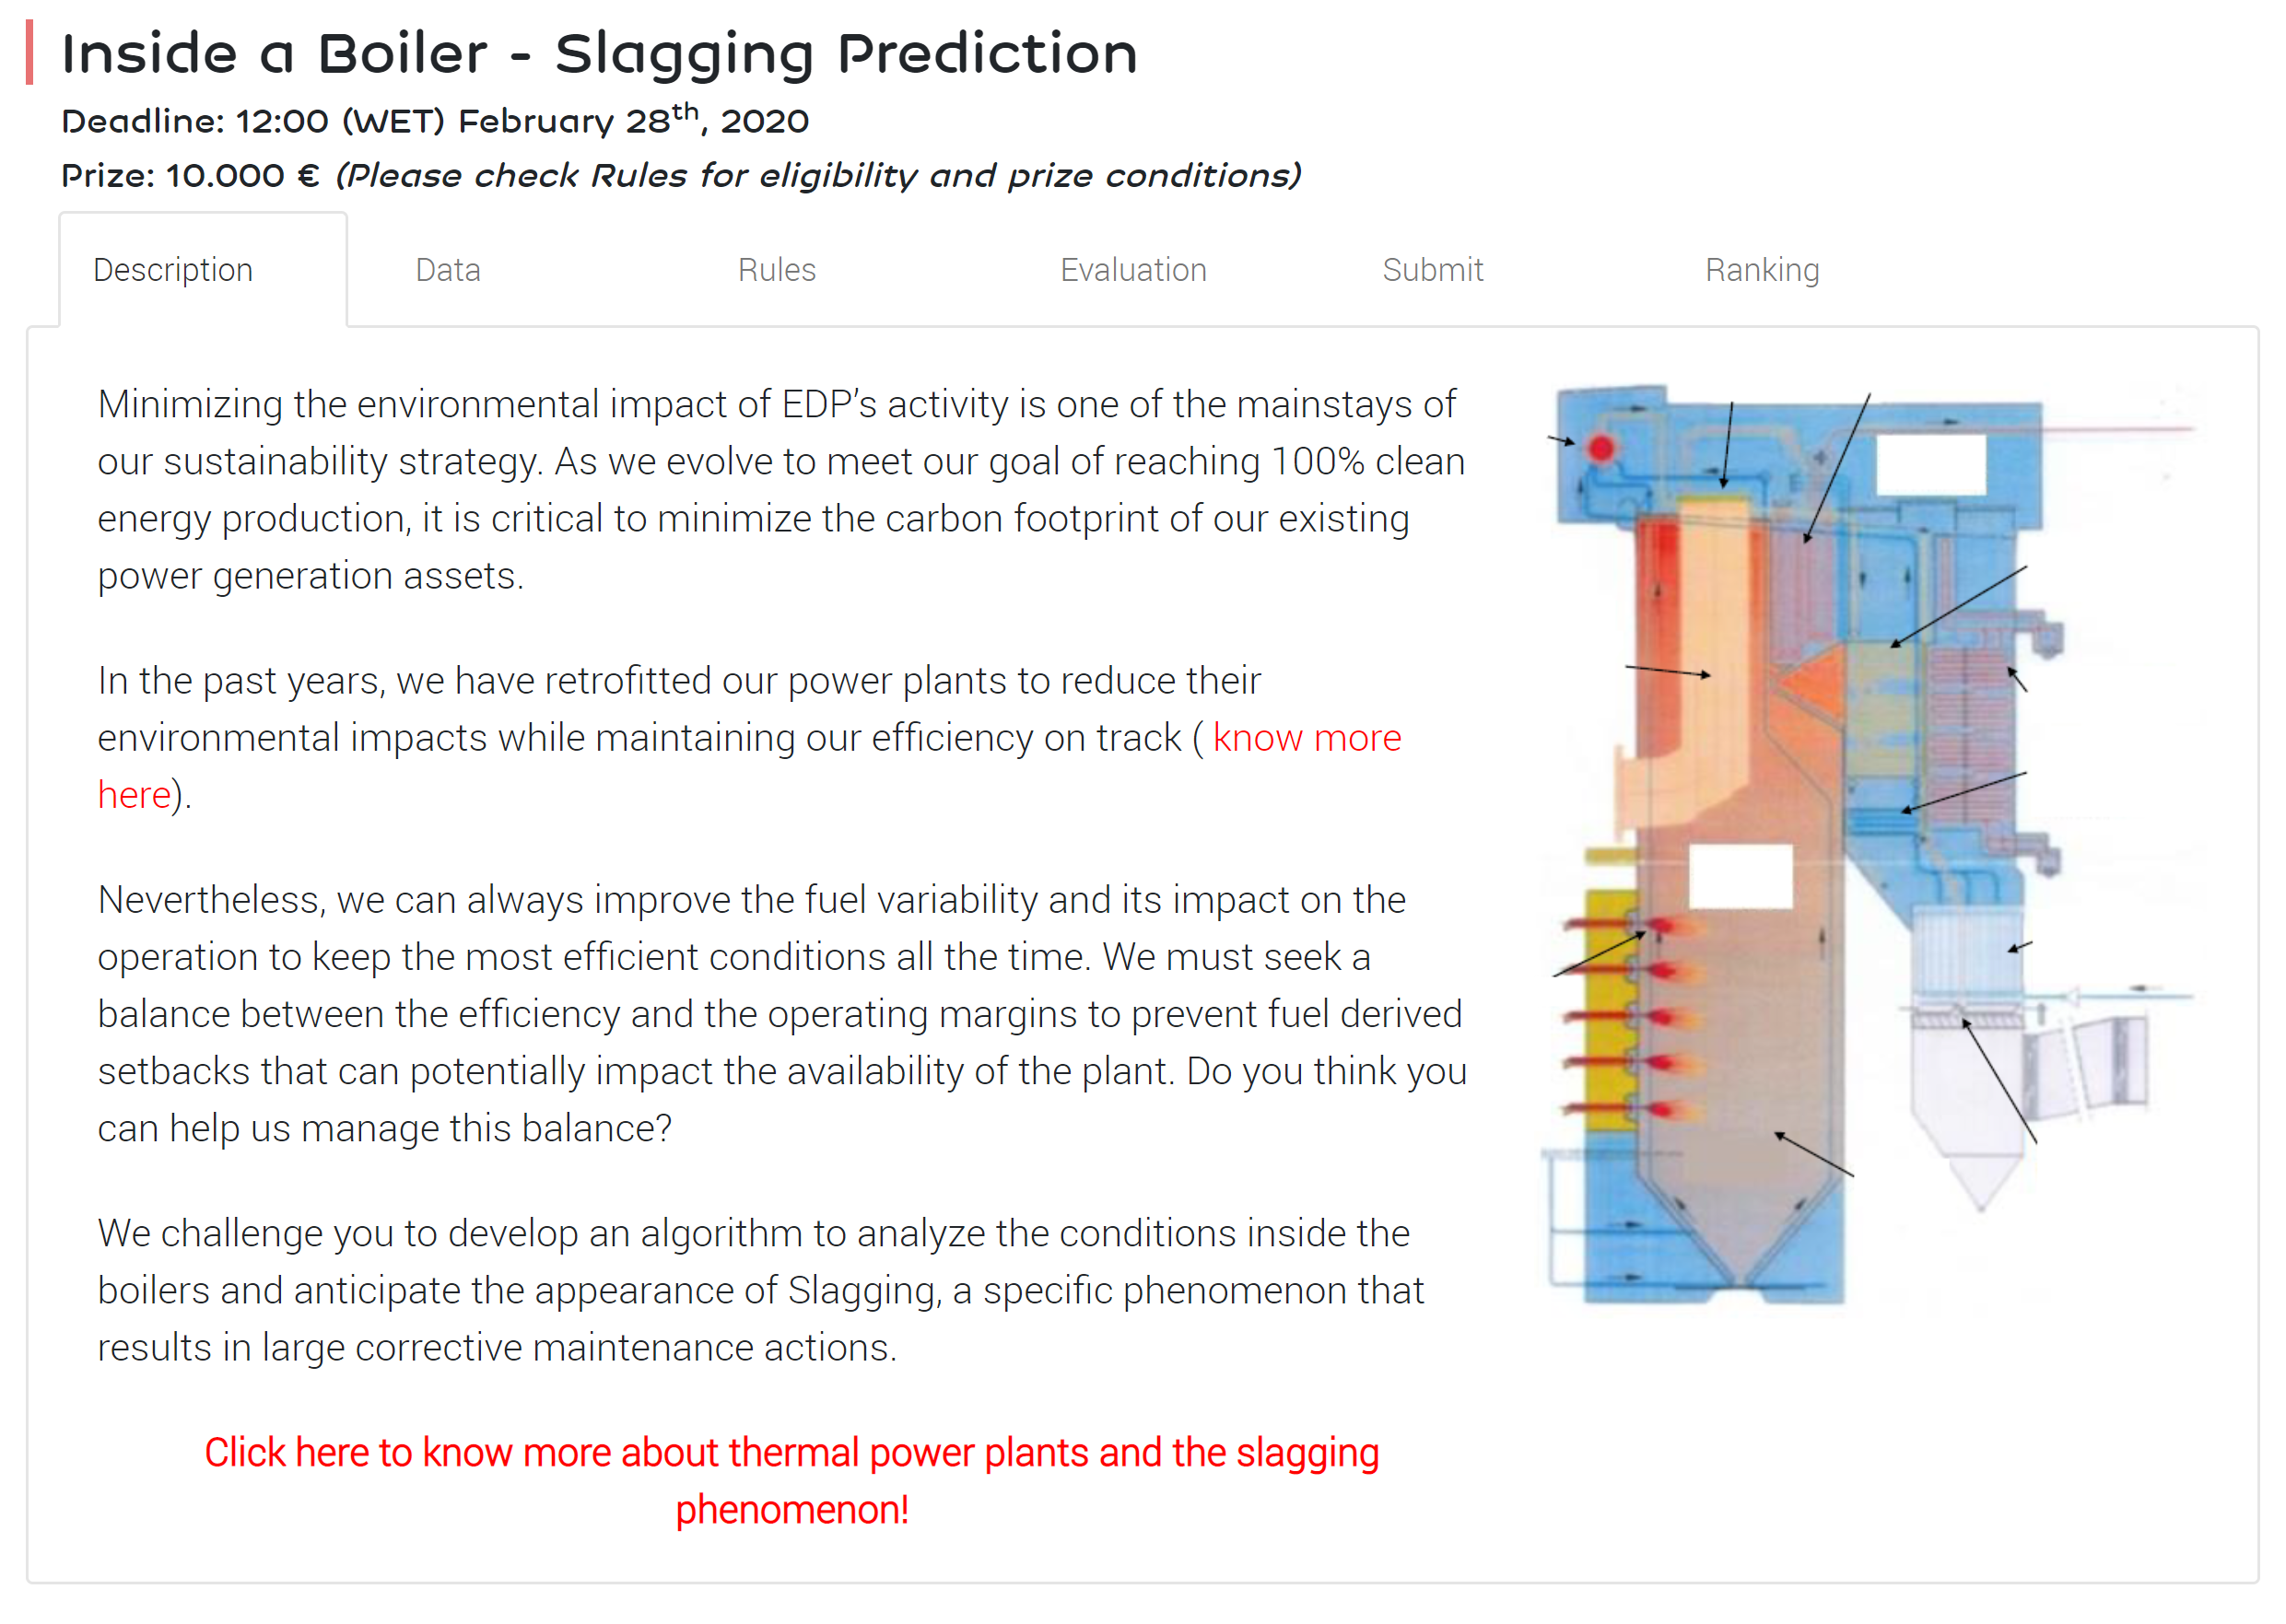 Inside a Boiler - Slagging Prediction
Deadline: 12:00 (WET) February 28th, 2020
Prize: 10.000 € (Please check Rules for eligibility and prize conditions)
Description Data Rules Evaluation Submit Ranking
Minimizing the environmental impact of EDP’s activity is one of the mainstays of
our sustainability strategy. As we evolve to meet our goal of reaching 100% clean
energy production, it is critical to minimize the carbon footprint of our existing
power generation assets.
In the past years, we have retrofitted our power plants to reduce their
environmental impacts while maintaining our efficiency on track ( know more
here).
Nevertheless, we can always improve the fuel variability and its impact on the
operation to keep the most efficient conditions all the time. We must seek a
balance between the efficiency and the operating margins to prevent fuel derived
setbacks that can potentially impact the availability of the plant. Do you think you
can help us manage this balance?
We challenge you to develop an algorithm to analyze the conditions inside the
boilers and anticipate the appearance of Slagging, a specific phenomenon that
results in large corrective maintenance actions.
Click here to know more about thermal power plants and the slagging
phenomenon!